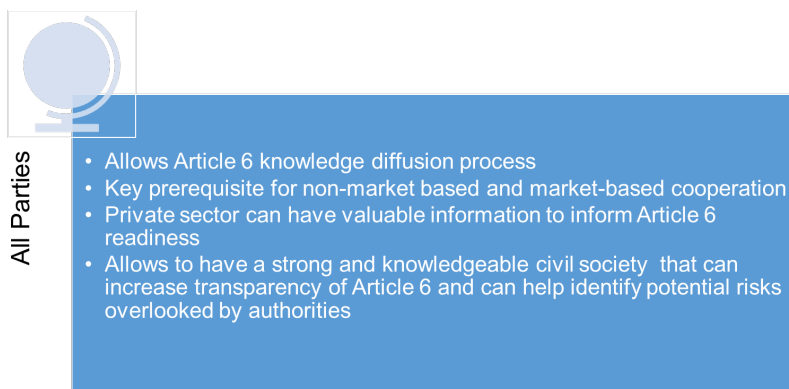 All Parties
• Allows Article 6 knowledge diffusion process
• Key prerequisite for non-market based and market-based cooperation
• Private sector can have valuable information to inform Article 6
readiness
• Allows to have a strong and knowledgeable civil society  that can
increase transparency of Article 6 and can help identify potential risks
overlooked by authorities